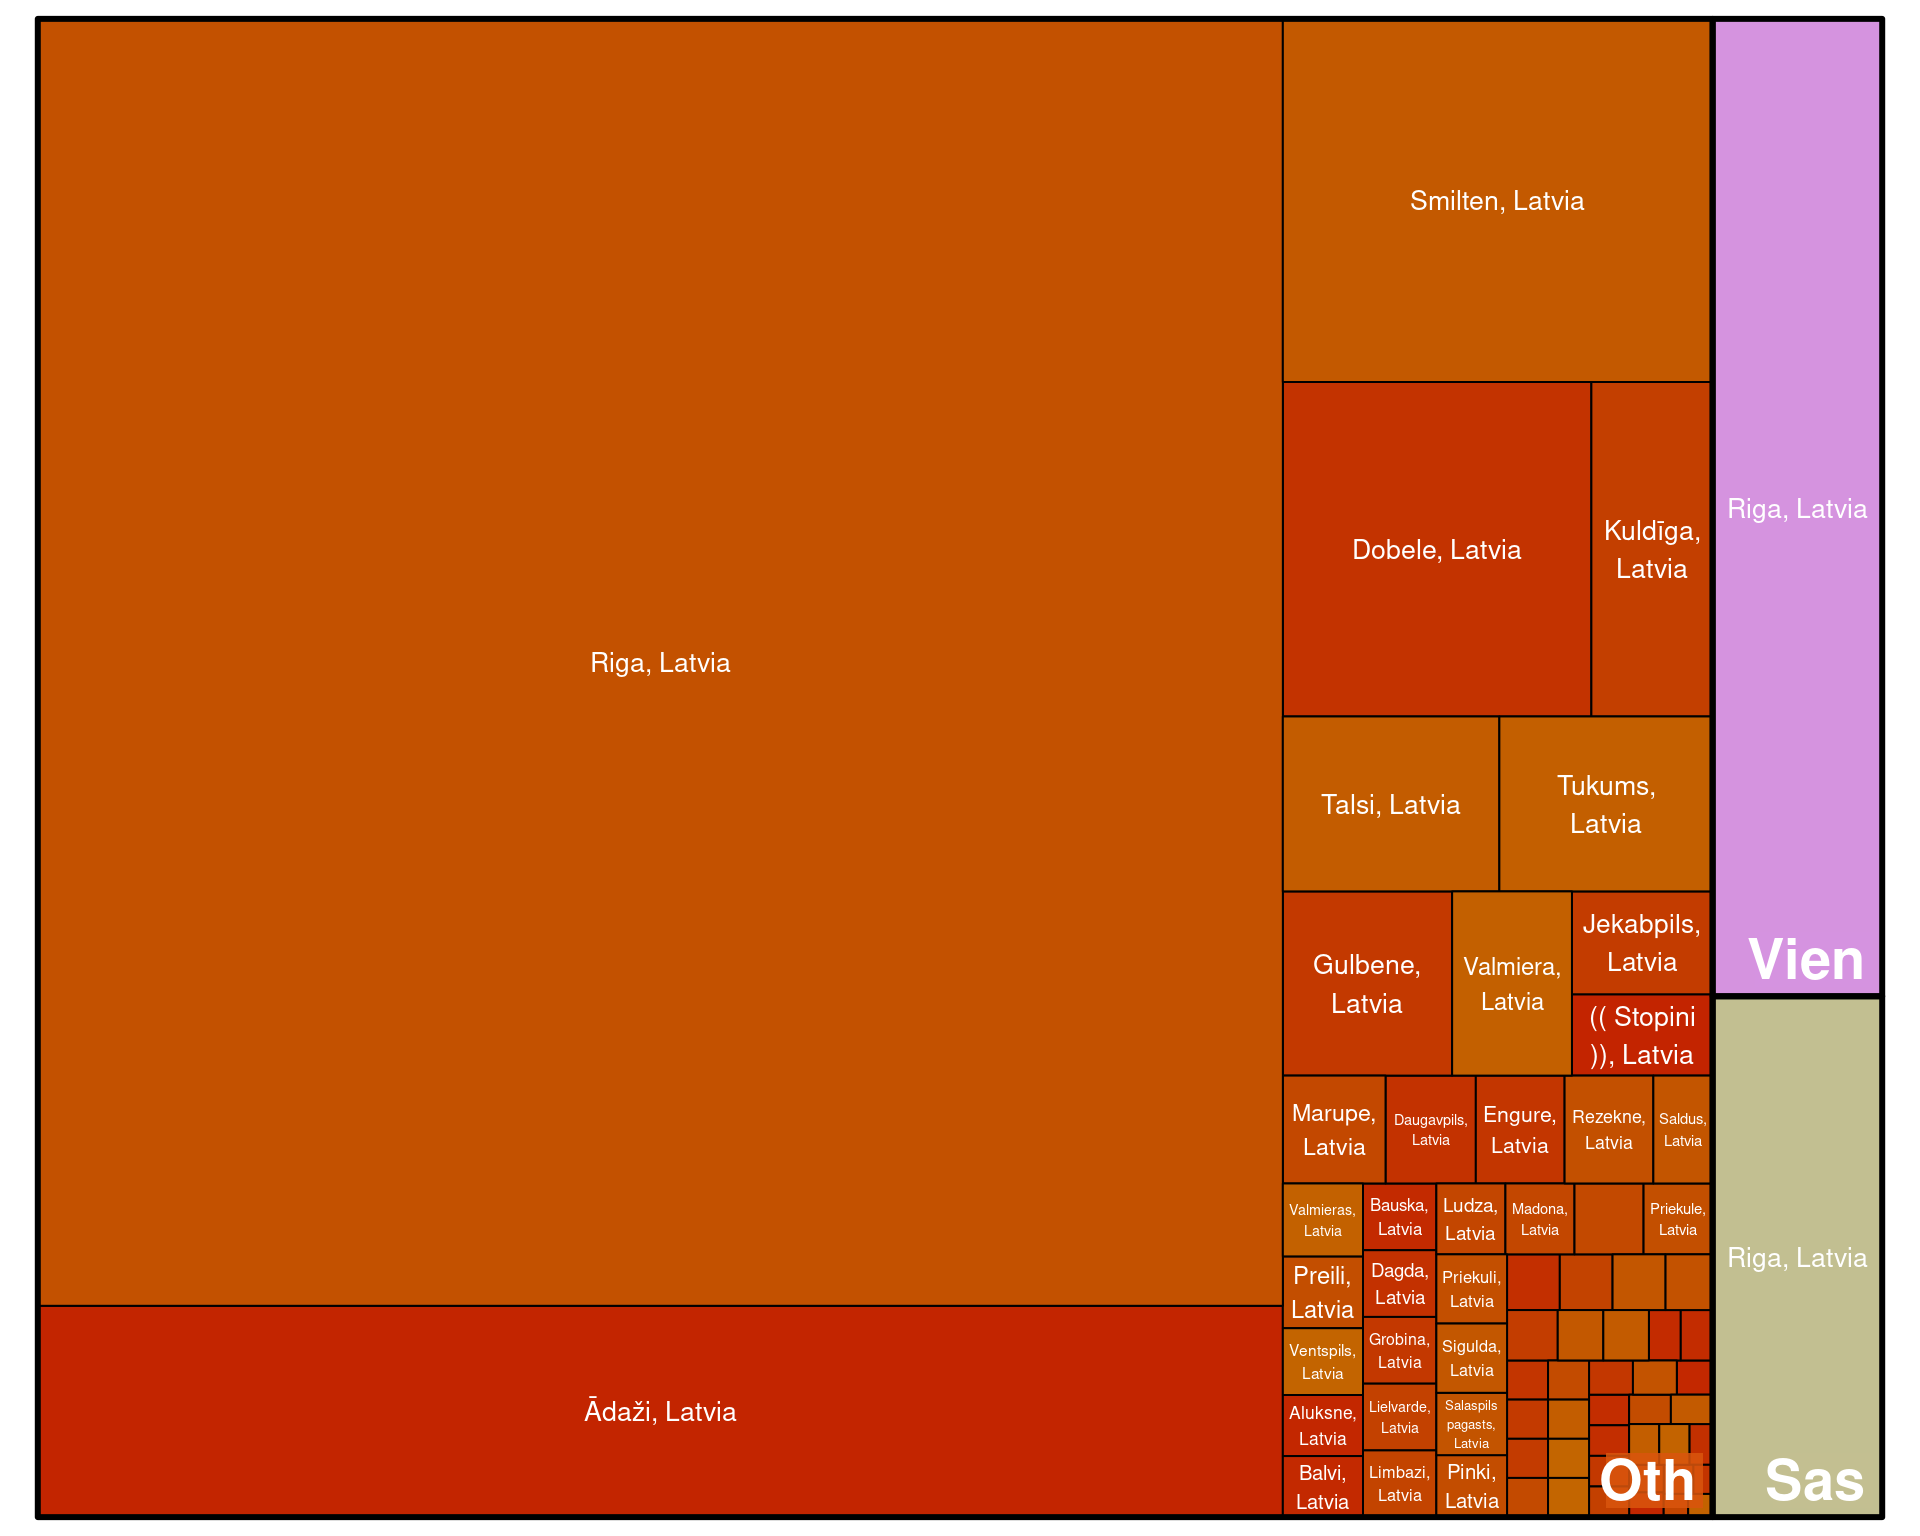 Riga, Latvia
Ādaži, Latvia
Smilten, Latvia
Dobele, Latvia
Kuldīga,
Latvia
Talsi, Latvia
Tukums,
Latvia
Gulbene,
Latvia
Valmiera,
Latvia
Jekabpils,
Latvia
(( Stopini
)), Latvia
Marupe,
Latvia
Daugavpils,
Latvia
Engure,
Latvia
Rezekne,
Latvia
Saldus,
Latvia
Valmieras,
Latvia
Preili,
Latvia
Ventspils,
Latvia
Aluksne,
Latvia
Balvi,
Latvia
Bauska,
Latvia
Dagda,
Latvia
Grobina,
Latvia
Lielvarde,
Latvia
Limbazi,
Latvia
Ludza,
Latvia
Madona,
Latvia
Priekule,
Latvia
Priekuli,
Latvia
Sigulda,
Latvia
Salaspils
pagasts,
Latvia
Pinki,
Latvia
Oth
Riga, Latvia
Vien
Riga, Latvia
Sas